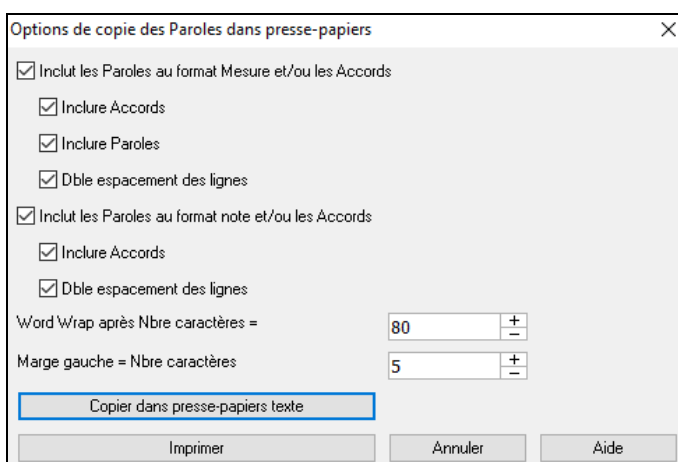 Options de copie des Paroles dans presse-papiers
Inclut les Paroles au format Mesure et/ou les Accords
Inclure Accords
Inclure Paroles
Dble espacement des lignes
Inclut les Paroles au format note et/ou les Accords
Inclure Accords
Dble espacement des lignes
Word Wrap après Nbre caractères = 80
Marge gauche = Nbre caractères 5
Copier dans presse-papiers texte
Imprimer Annuler Aide